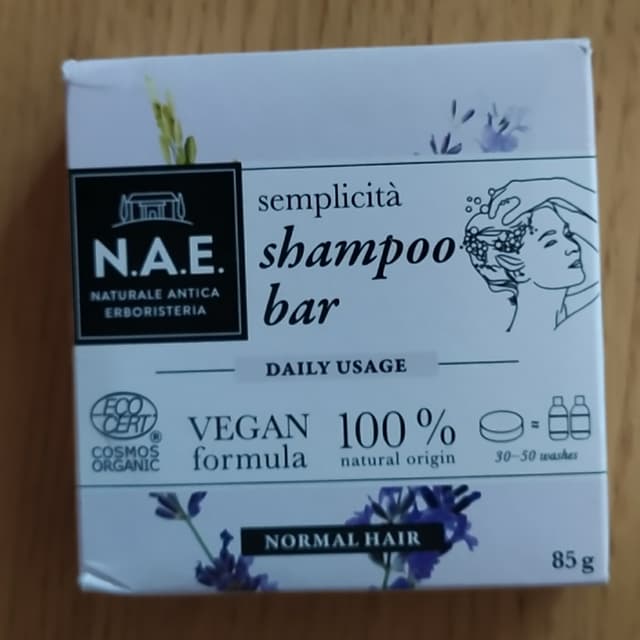 N.A.E.
NATURALE ANTICA
ERBORISTERIA
semplicità
shampoo
bar
DAILY USAGE
ECO
CERT
®
COSMOS
ORGANIC
VEGAN
formula
100 %
natural origin
≈
30–50 washes
NORMAL HAIR
85 g